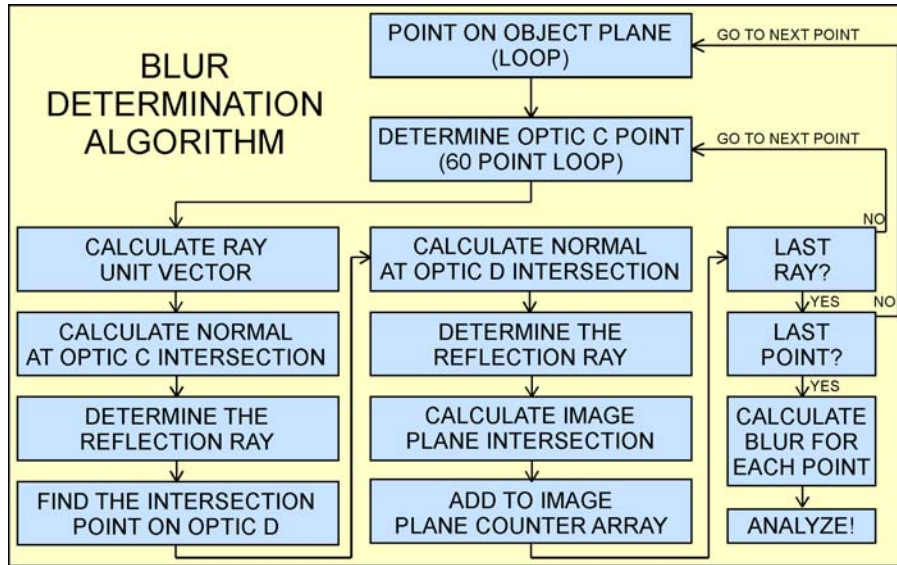 BLUR
DETERMINATION
ALGORITHM
POINT ON OBJECT PLANE
(LOOP)
GO TO NEXT POINT
DETERMINE OPTIC C POINT
(60 POINT LOOP)
GO TO NEXT POINT
CALCULATE RAY
UNIT VECTOR
CALCULATE NORMAL
AT OPTIC C INTERSECTION
DETERMINE THE
REFLECTION RAY
FIND THE INTERSECTION
POINT ON OPTIC D
CALCULATE NORMAL
AT OPTIC D INTERSECTION
DETERMINE THE
REFLECTION RAY
CALCULATE IMAGE
PLANE INTERSECTION
ADD TO IMAGE
PLANE COUNTER ARRAY
LAST
RAY?
NO
YES
LAST
POINT?
NO
YES
CALCULATE
BLUR FOR
EACH POINT
ANALYZE!